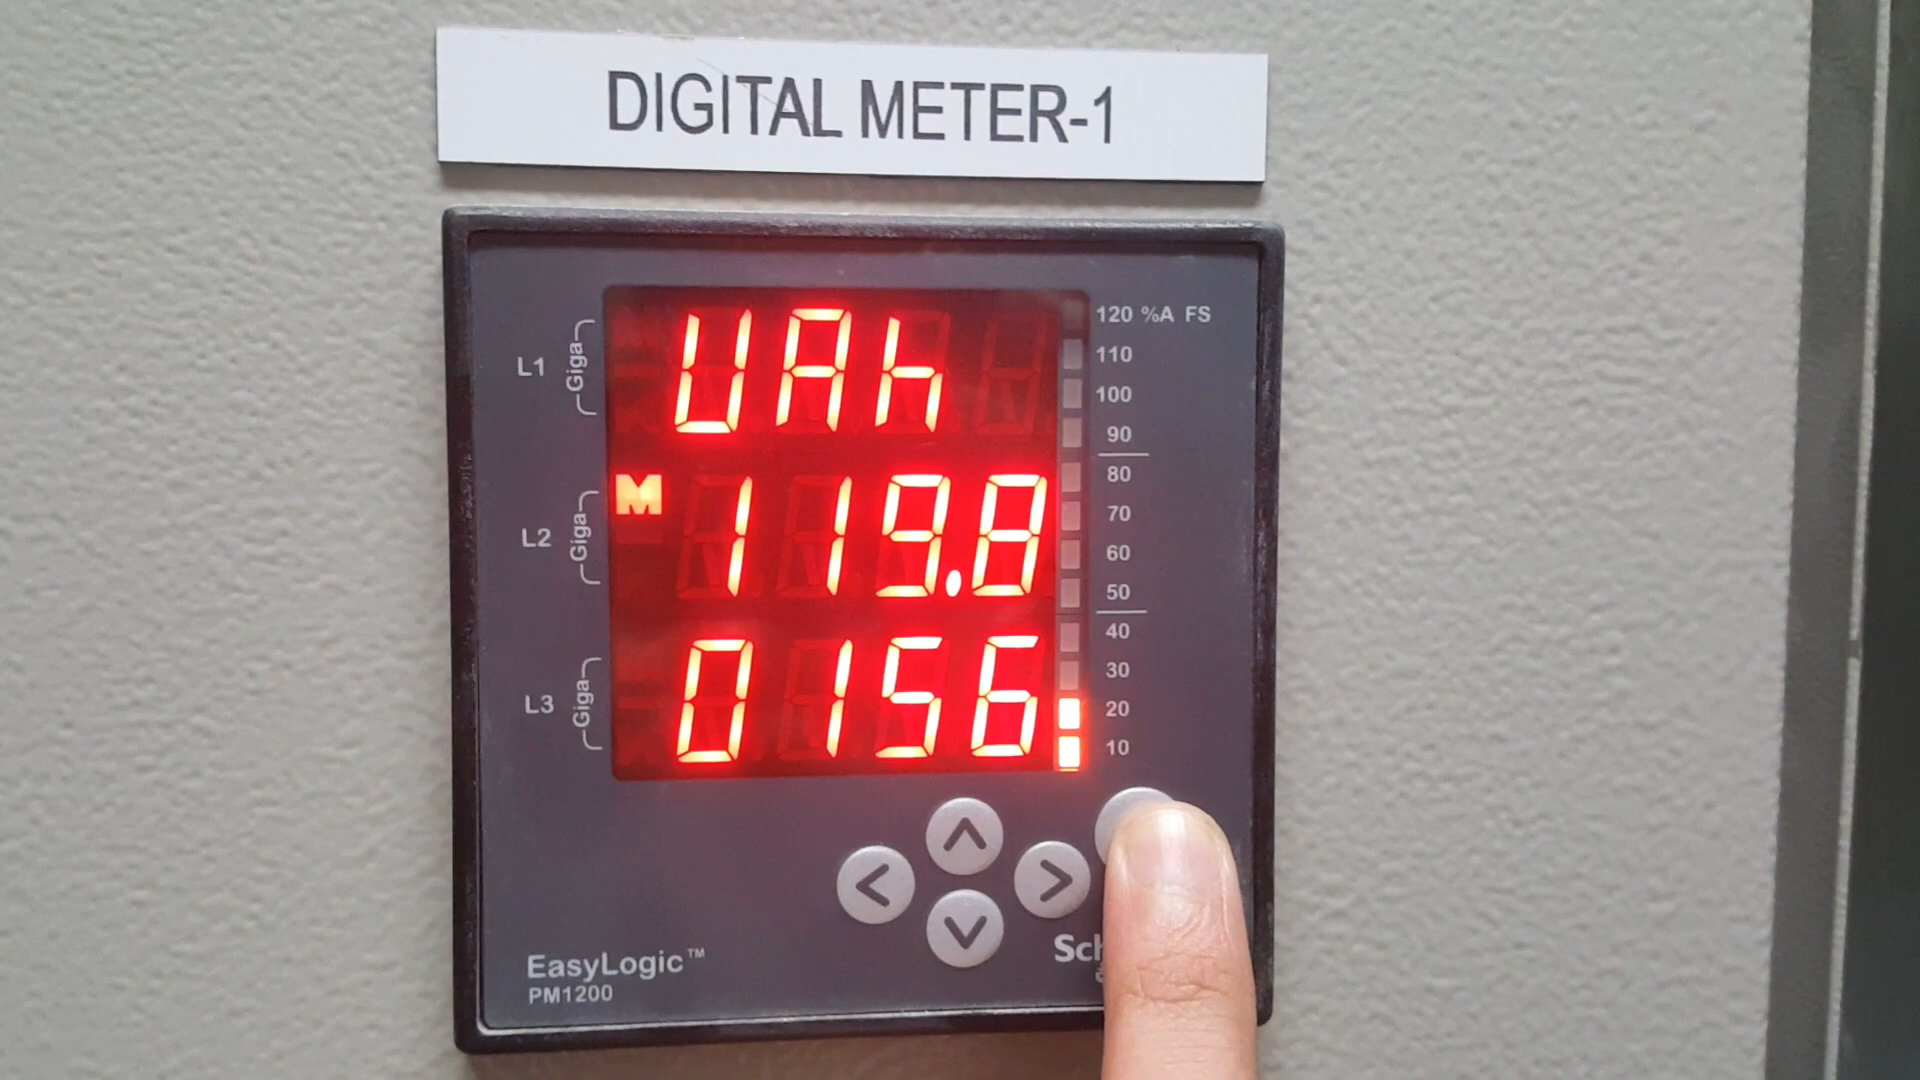 DIGITAL METER-1
120 %A FS
L1 Giga VAh
110
100
90
L2 Giga M 119.8
80
70
60
50
L3 Giga 0156
40
30
20
10
EasyLogic™
PM1200